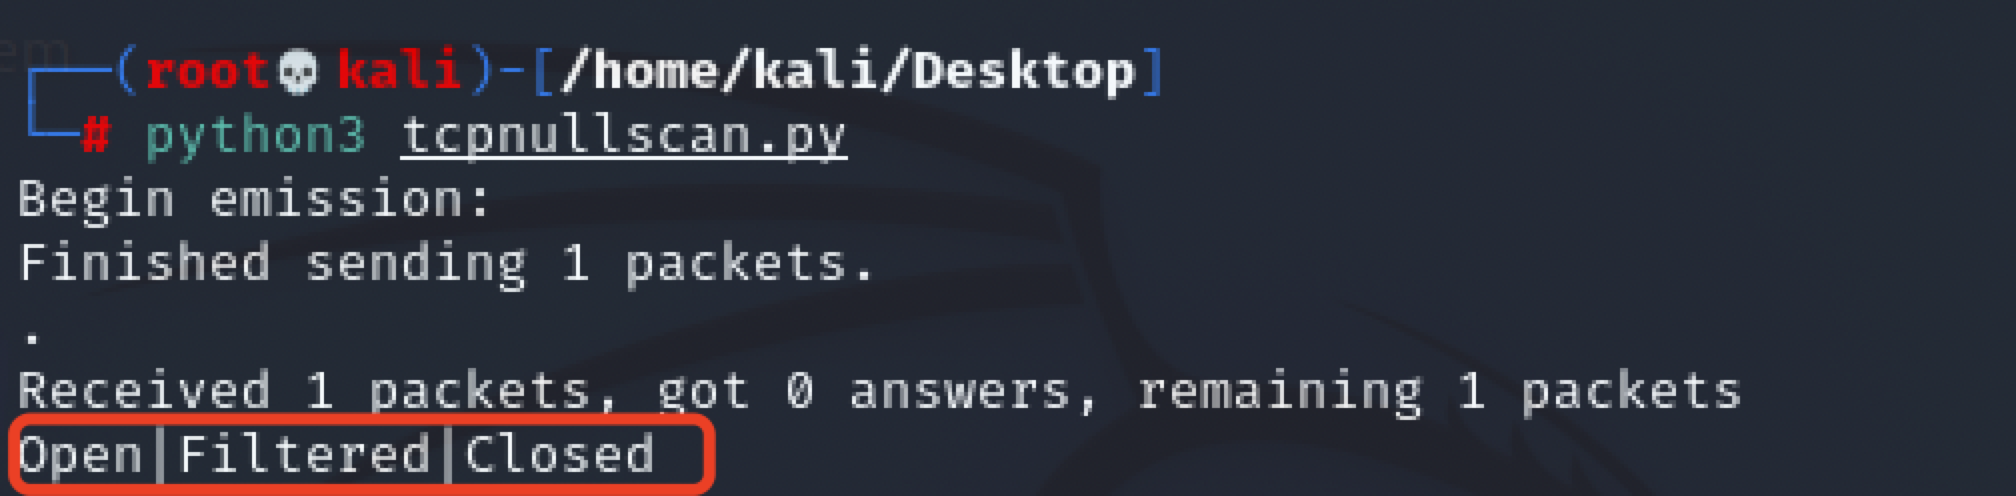 ┌──(root💀kali)-[/home/kali/Desktop]
└─# python3 tcpnullscan.py
Begin emission:
Finished sending 1 packets.
.
Received 1 packets, got 0 answers, remaining 1 packets
Open|Filtered|Closed